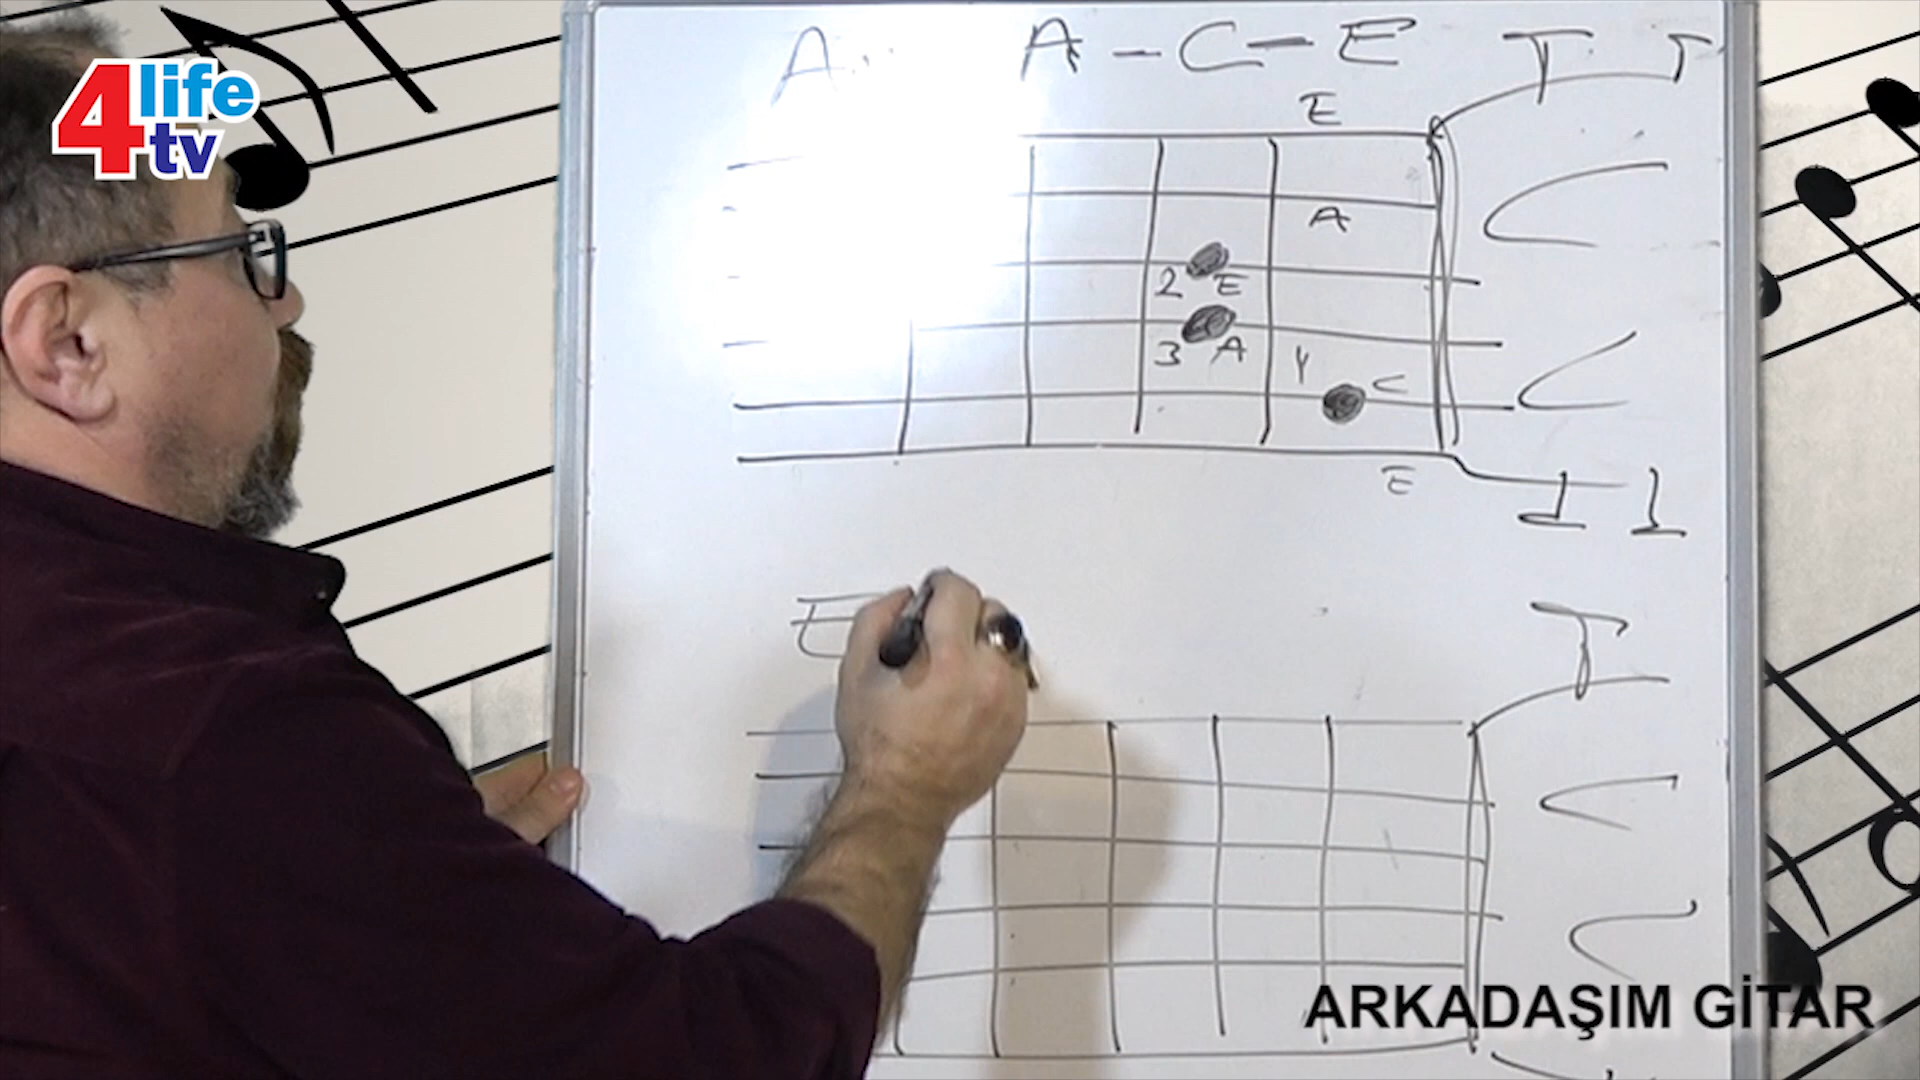 4life
tv
A A - C - E
E
A
2 E
3 A 4 C
E
E
ARKADAŞIM GİTAR